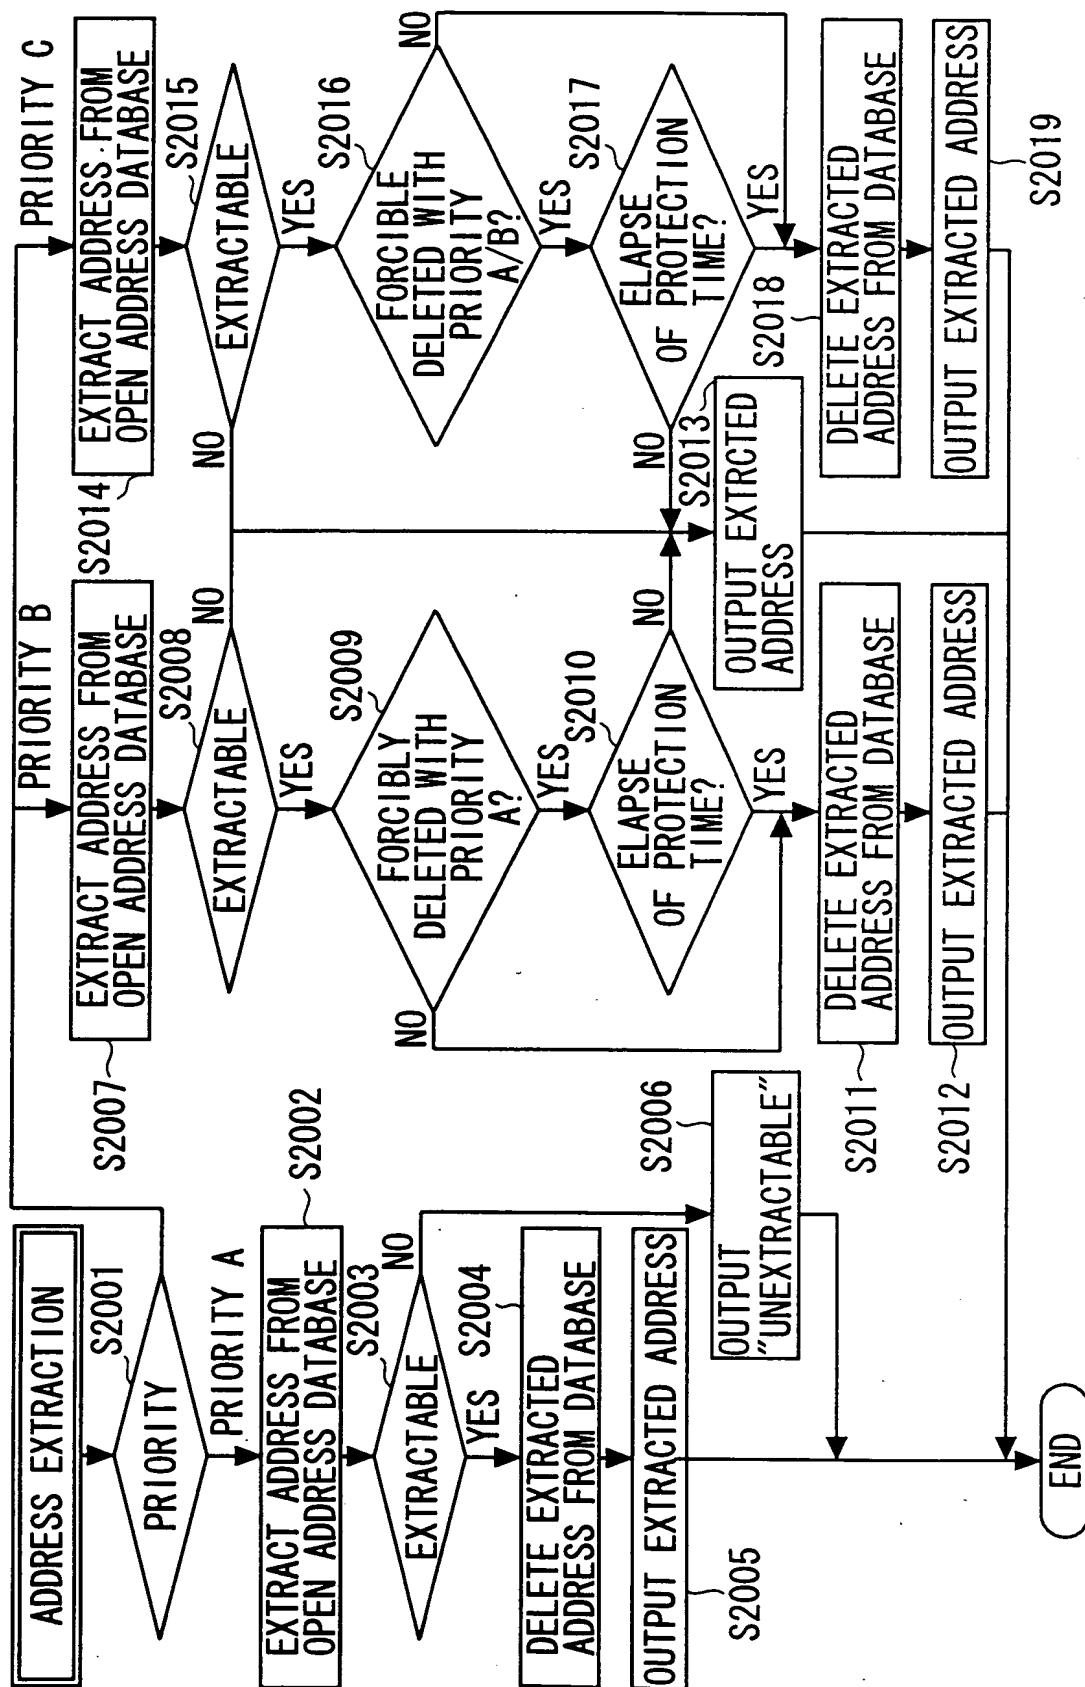 ADDRESS EXTRACTION
S2001
PRIORITY
PRIORITY A
S2002
EXTRACT ADDRESS FROM
OPEN ADDRESS DATABASE
S2003
EXTRACTABLE
NO
YES
S2004
DELETE EXTRACTED
ADDRESS FROM DATABASE
OUTPUT EXTRACTED ADDRESS
S2005
S2006
OUTPUT
"UNEXTRACTABLE"
PRIORITY B
S2007
EXTRACT ADDRESS FROM
OPEN ADDRESS DATABASE
S2008
EXTRACTABLE
NO
YES
S2009
FORCIBLY
DELETED WITH
PRIORITY
A?
NO
YES
S2010
ELAPSE
OF PROTECTION
TIME?
NO
YES
S2011
DELETE EXTRACTED
ADDRESS FROM DATABASE
S2012
OUTPUT EXTRACTED ADDRESS
S2013
OUTPUT EXTRCTED
ADDRESS
PRIORITY C
S2014
EXTRACT ADDRESS FROM
OPEN ADDRESS DATABASE
S2015
EXTRACTABLE
NO
YES
S2016
FORCIBLE
DELETED WITH
PRIORITY
A/B?
NO
YES
S2017
ELAPSE
OF PROTECTION
TIME?
NO
YES
S2018
DELETE EXTRACTED
ADDRESS FROM DATABASE
OUTPUT EXTRACTED ADDRESS
S2019
END